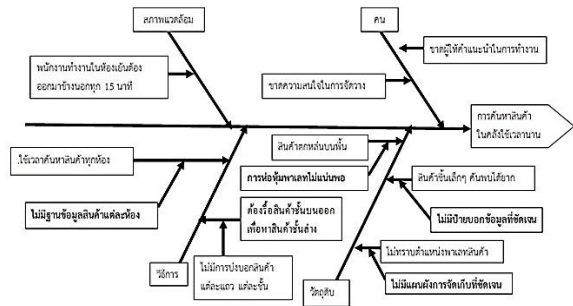 สภาพแวดล้อม
คน
ขาดผู้ให้คำแนะนำในการทำงาน
พนักงานทำงานในห้องเย็นต้อง
ออกมาข้างนอกทุก 15 นาที
ขาดความสนใจในการจัดวาง
การค้นหาสินค้า
ในคลังใช้เวลานาน
สินค้าตกหล่นบนพื้น
ใช้เวลาค้นหาสินค้าทุกห้อง
การห่อหุ้มพาเลทไม่แน่นพอ
สินค้าชิ้นเล็กๆ ค้นพบได้ยาก
ไม่มีฐานข้อมูลสินค้าแต่ละห้อง
ต้องรื้อสินค้าชั้นบนออก
เพื่อหาสินค้าชั้นล่าง
ไม่มีป้ายบอกข้อมูลที่ชัดเจน
ไม่ทราบตำแหน่งพาเลทสินค้า
วิธีการ
ไม่มีการบ่งบอกสินค้า
แต่ละแถว แต่ละชั้น
วัตถุดิบ
ไม่มีแผนผังการจัดเก็บที่ชัดเจน